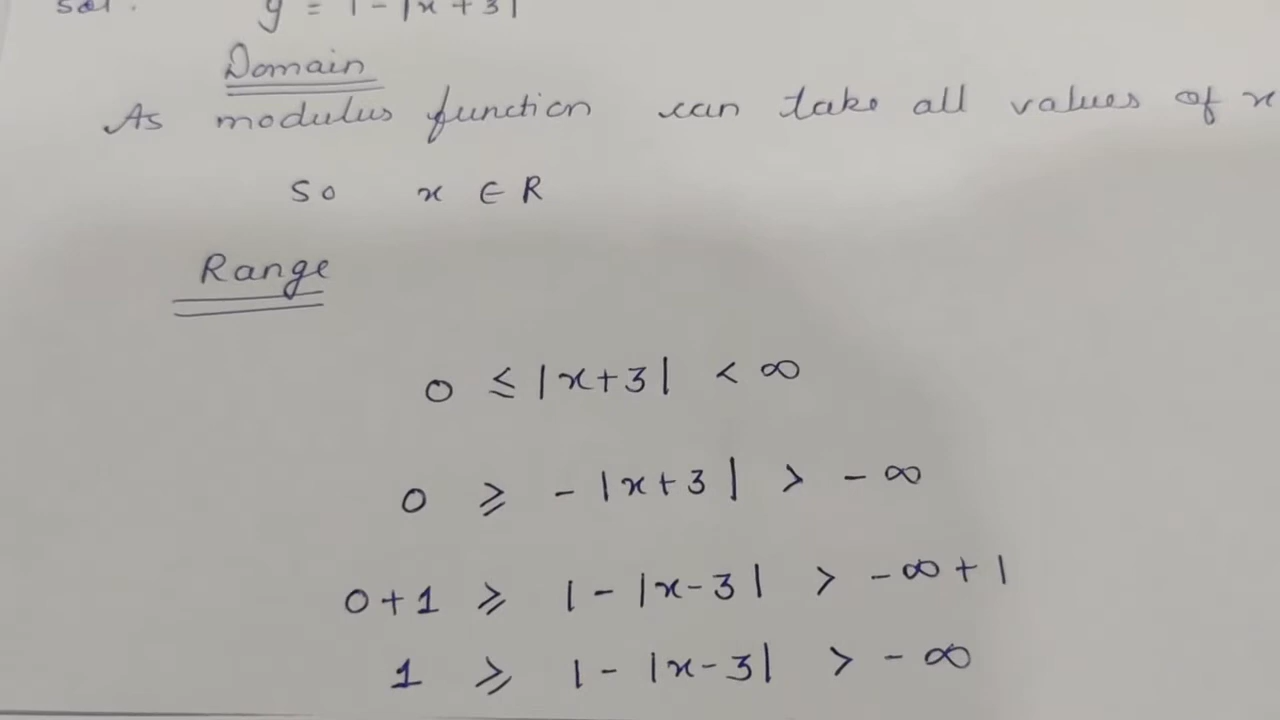 sol. y = 1 - |x + 3|
Domain
As modulus function can take all values of x
So x ∈ R
Range
0 ≤ |x+3| < ∞
0 ≥ - |x+3| > - ∞
0+1 ≥ 1 - |x-3| > -∞+1
1 ≥ 1 - |x-3| > - ∞